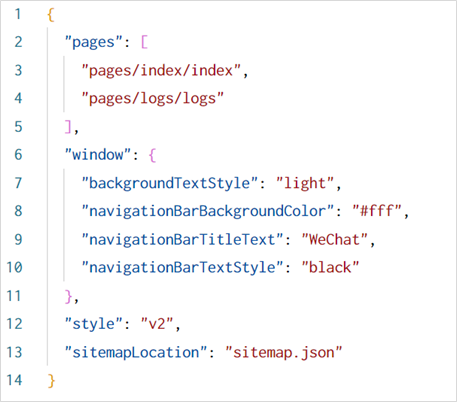 1 {
2   "pages": [
3     "pages/index/index",
4     "pages/logs/logs"
5   ],
6   "window": {
7     "backgroundTextStyle": "light",
8     "navigationBarBackgroundColor": "#fff",
9     "navigationBarTitleText": "WeChat",
10     "navigationBarTextStyle": "black"
11   },
12   "style": "v2",
13   "sitemapLocation": "sitemap.json"
14 }